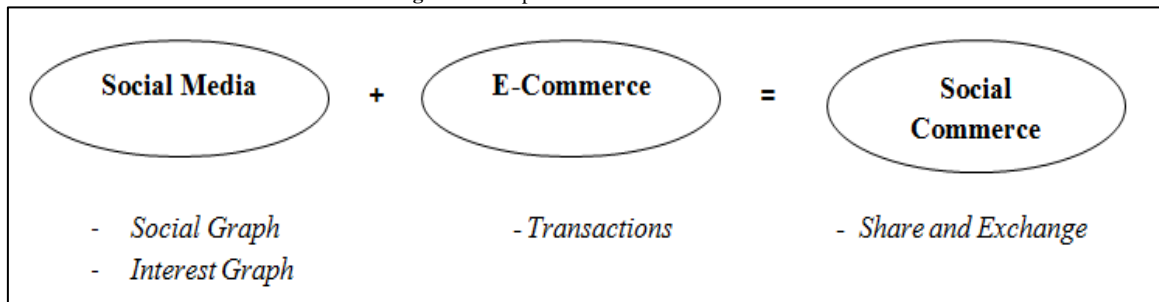 Social Media + E-Commerce = Social
Commerce
- Social Graph - Transactions - Share and Exchange
- Interest Graph